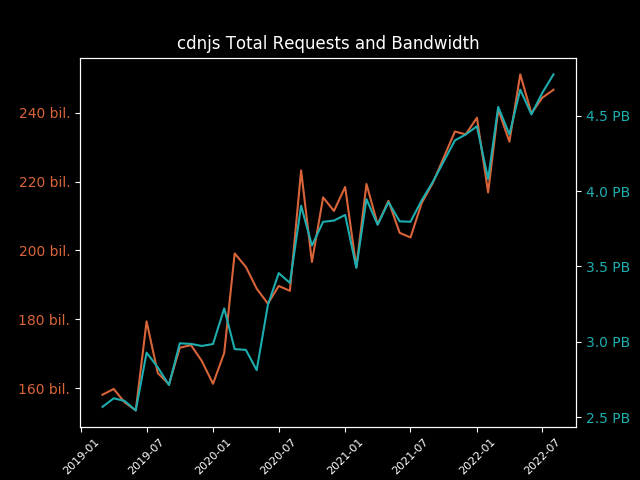 cdnjs Total Requests and Bandwidth
240 bil.
220 bil.
200 bil.
180 bil.
160 bil.
4.5 PB
4.0 PB
3.5 PB
3.0 PB
2.5 PB
2019-01
2019-07
2020-01
2020-07
2021-01
2021-07
2022-01
2022-07